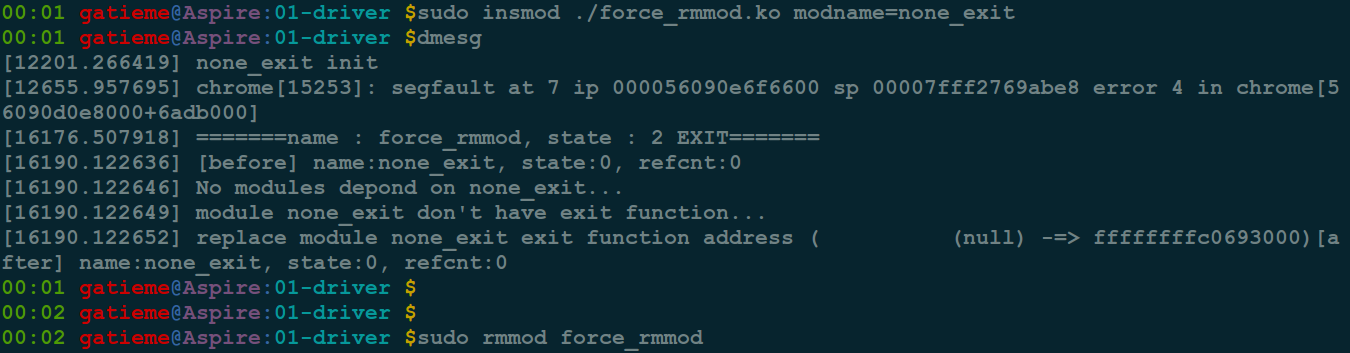 00:01 gatieme@Aspire:01-driver $sudo insmod ./force_rmmod.ko modname=none_exit
00:01 gatieme@Aspire:01-driver $dmesg
[12201.266419] none_exit init
[12655.957695] chrome[15253]: segfault at 7 ip 000056090e6f6600 sp 00007fff2769abe8 error 4 in chrome[5
6090d0e8000+6adb000]
[16176.507918] =======name : force_rmmod, state : 2 EXIT=======
[16190.122636] [before] name:none_exit, state:0, refcnt:0
[16190.122646] No modules depond on none_exit...
[16190.122649] module none_exit don't have exit function...
[16190.122652] replace module none_exit exit function address (          (null) -=> ffffffffc0693000)[a
fter] name:none_exit, state:0, refcnt:0
00:01 gatieme@Aspire:01-driver $
00:02 gatieme@Aspire:01-driver $
00:02 gatieme@Aspire:01-driver $sudo rmmod force_rmmod